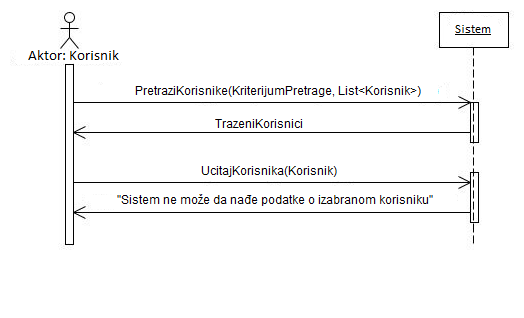 Sistem
Aktor: Korisnik
PretraziKorisnike(KriterijumPretrage, List<Korisnik>)
TrazeniKorisnici
UcitajKorisnika(Korisnik)
"Sistem ne može da nađe podatke o izabranom korisniku"